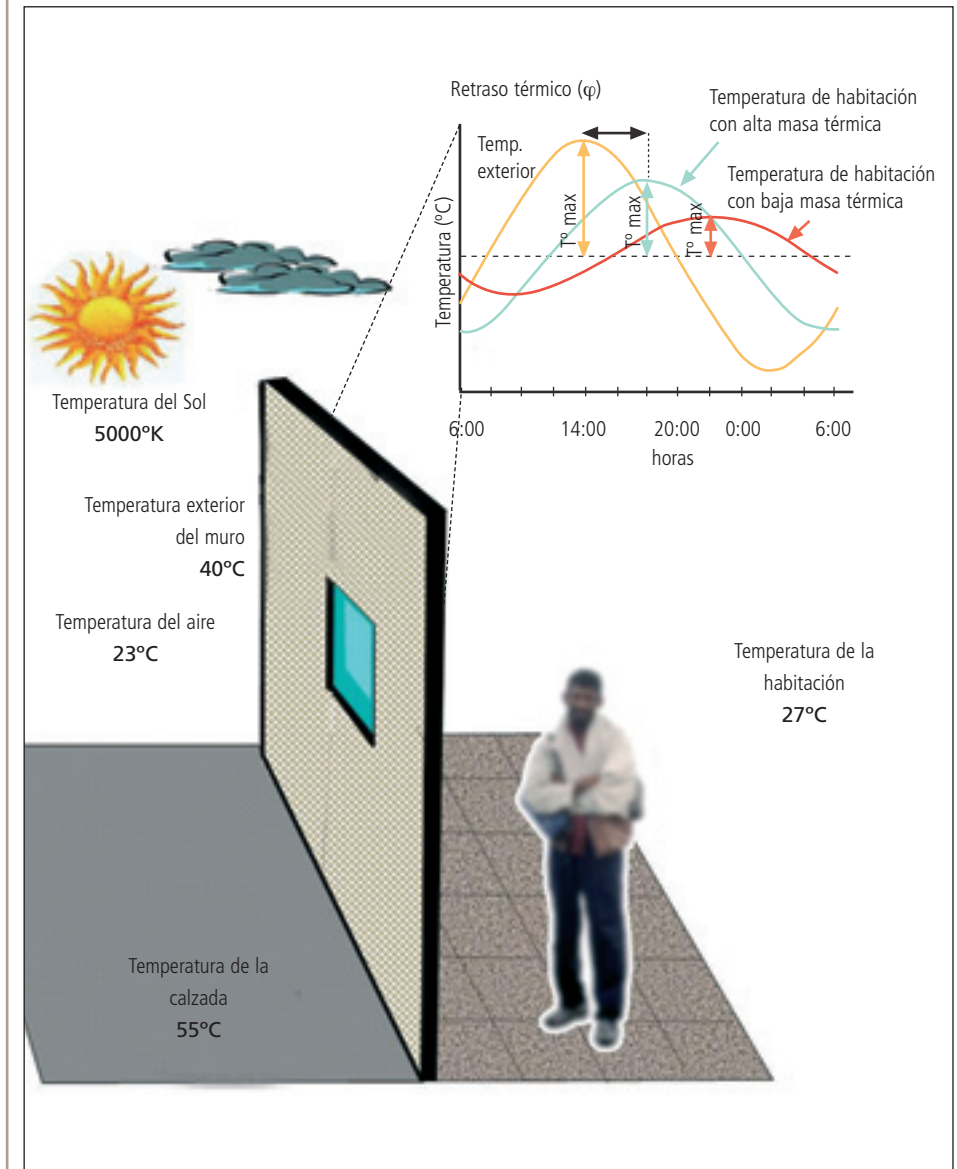 Retraso térmico (φ)
Temperatura de habitación
con alta masa térmica
Temp.
exterior
Temperatura de habitación
con baja masa térmica
Tº max
Tº max
Tº max
Temperatura (ºC)
6:00
14:00
20:00
0:00
6:00
horas
Temperatura del Sol
5000ºK
Temperatura exterior
del muro
40ºC
Temperatura del aire
23ºC
Temperatura de la
habitación
27ºC
Temperatura de la
calzada
55ºC